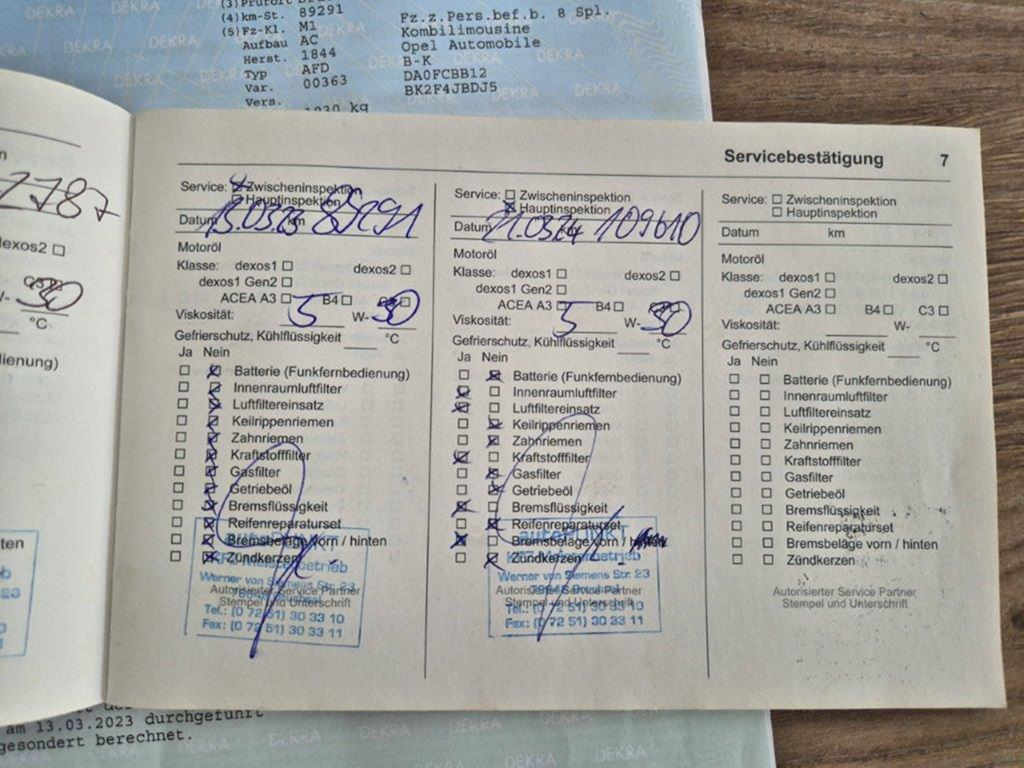 (4) km-St. 89291
(5) Fz-Kl. M1 Fz.z.Pers.bef.b. 8 Spl.
Aufbau AC Kombilimousine
Herst. 1844 Opel Automobile
Typ AFD B-K
Var. 00363 DA0FCBB12
Vers. BK2F4JBDJ5
1930 kg
DEKRA
2787
dexos2
W- 30
°C
Servicebestätigung 7
Service: Zwischeninspektion
Hauptinspektion
Datum 13.03.23 89291 km
Motoröl
Klasse: dexos1 dexos2
dexos1 Gen2
ACEA A3 B4
Viskosität: 5 W- 30
Gefrierschutz, Kühlflüssigkeit °C
Ja Nein
Batterie (Funkfernbedienung)
Innenraumluftfilter
Luftfiltereinsatz
Keilrippenriemen
Zahnriemen
Kraftstofffilter
Gasfilter
Getriebeöl
Bremsflüssigkeit
Reifenreparaturset
Bremsbeläge vorn / hinten
Zündkerzen
Werner von Siemens Str. 23
Autorisierter Service Partner
Stempel und Unterschrift
Tel.: (0 72 51) 30 33 10
Fax: (0 72 51) 30 33 11
Service: Zwischeninspektion
Hauptinspektion
Datum 21.03.24 109610
Motoröl
Klasse: dexos1 dexos2
dexos1 Gen2
ACEA A3 B4
Viskosität: 5 W- 30
Gefrierschutz, Kühlflüssigkeit °C
Ja Nein
Batterie (Funkfernbedienung)
Innenraumluftfilter
Luftfiltereinsatz
Keilrippenriemen
Zahnriemen
Kraftstofffilter
Gasfilter
Getriebeöl
Bremsflüssigkeit
Reifenreparaturset
Bremsbeläge vorn / hinten
Zündkerzen
Werner von Siemens Str. 23
Autorisierter Service Partner
Stempel und Unterschrift
Tel.: (0 72 51) 30 33 10
Fax: (0 72 51) 30 33 11
Service: Zwischeninspektion
Hauptinspektion
Datum km
Motoröl
Klasse: dexos1 dexos2
dexos1 Gen2
ACEA A3 B4 C3
Viskosität: W-
Gefrierschutz, Kühlflüssigkeit °C
Ja Nein
Batterie (Funkfernbedienung)
Innenraumluftfilter
Luftfiltereinsatz
Keilrippenriemen
Zahnriemen
Kraftstofffilter
Gasfilter
Getriebeöl
Bremsflüssigkeit
Reifenreparaturset
Bremsbeläge vorn / hinten
Zündkerzen
Autorisierter Service Partner
Stempel und Unterschrift
am 13.03.2023 durchgeführt
gesondert berechnet.